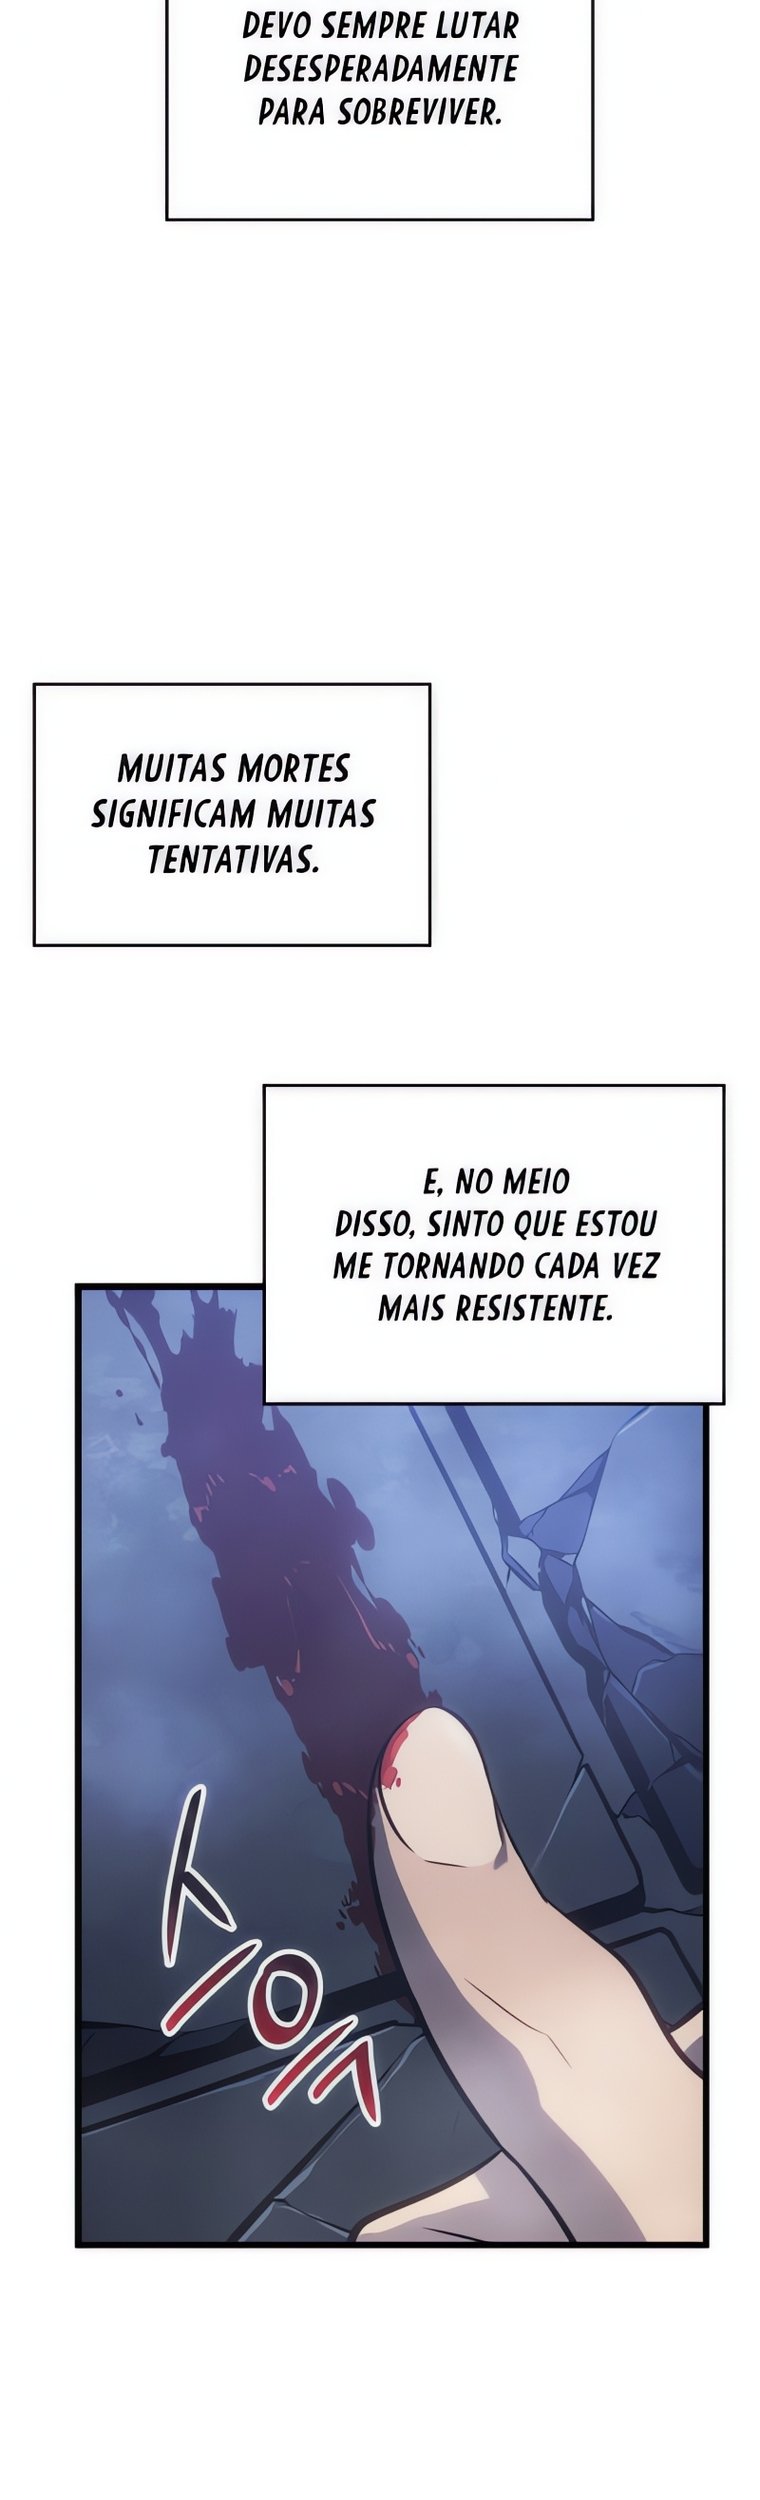 DEVO SEMPRE LUTAR
DESESPERADAMENTE
PARA SOBREVIVER.
MUITAS MORTES
SIGNIFICAM MUITAS
TENTATIVAS.
E, NO MEIO
DISSO, SINTO QUE ESTOU
ME TORNANDO CADA VEZ
MAIS RESISTENTE.
스윽